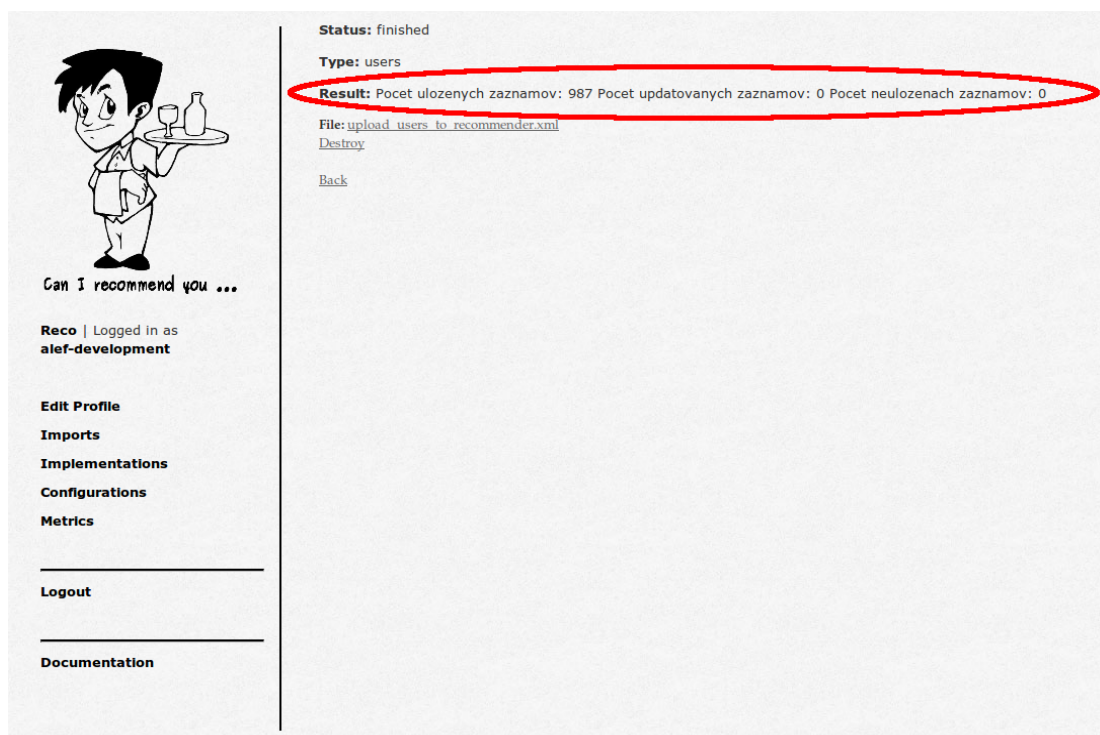 Status: finished
Type: users
Result: Pocet ulozenych zaznamov: 987 Pocet updatovanych zaznamov: 0 Pocet neulozenach zaznamov: 0
File: upload_users_to_recommender.xml
Destroy
Back
Can I recommend you ...
Reco | Logged in as
alef-development
Edit Profile
Imports
Implementations
Configurations
Metrics
Logout
Documentation